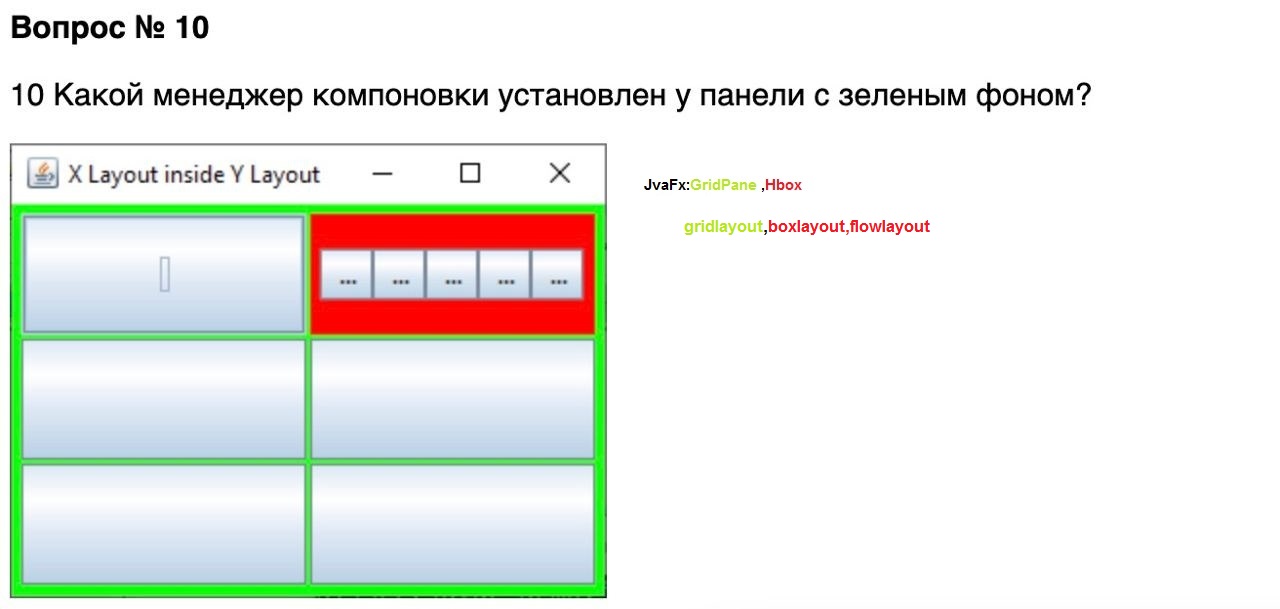 Вопрос № 10
10 Какой менеджер компоновки установлен у панели с зеленым фоном?
X Layout inside Y Layout
JvaFx:GridPane ,Hbox
gridlayout,boxlayout,flowlayout
... ... ... ... ...